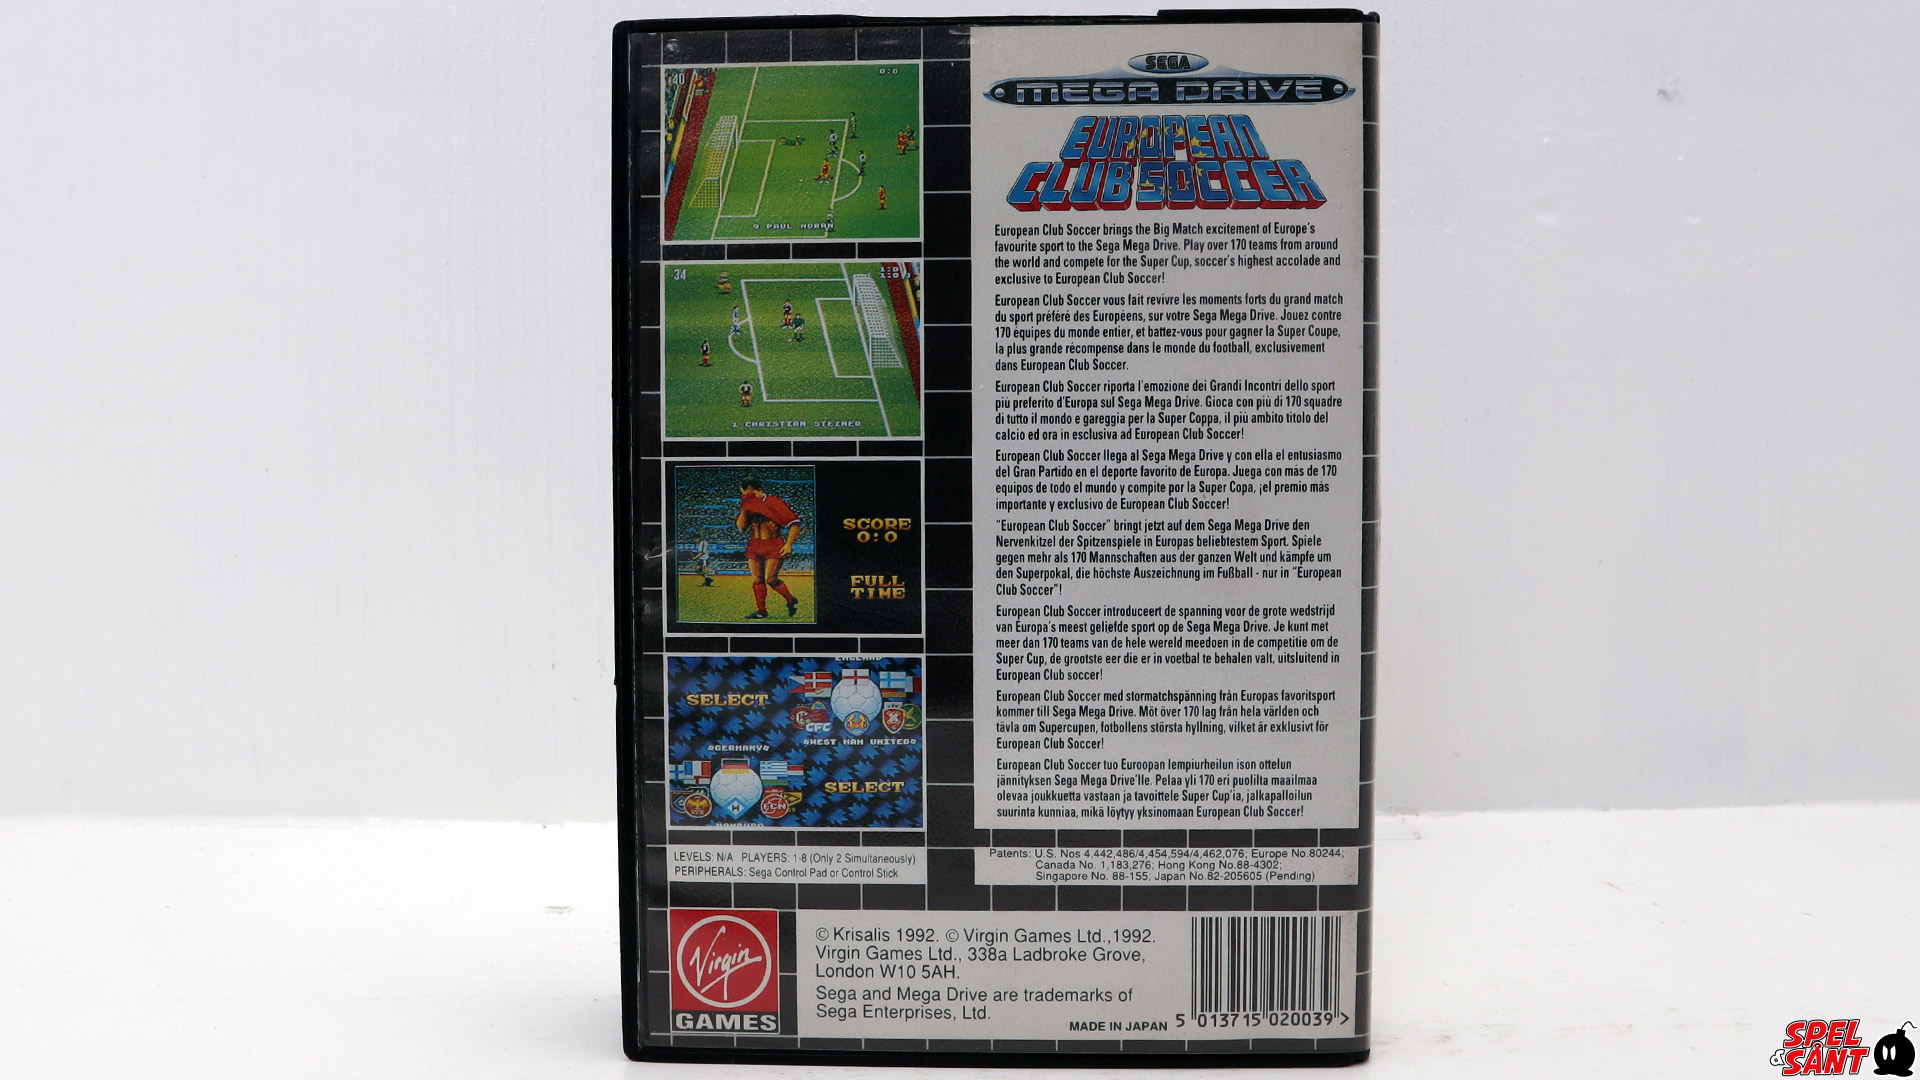 40
0:0
9 PAUL MORAN
34
1:0
1:0
1 CHRISTIAN STEINER
SCORE
0:0
FULL
TIME
ENGLAND
SELECT
CFC
GERMANY
WEST HAM UNITED
SELECT
FCN
HAMBURG
LEVELS: N/A PLAYERS: 1-8 (Only 2 Simultaneously)
PERIPHERALS: Sega Control Pad or Control Stick
SEGA
MEGA DRIVE
EUROPEAN
CLUB SOCCER
European Club Soccer brings the Big Match excitement of Europe's
favourite sport to the Sega Mega Drive. Play over 170 teams from around
the world and compete for the Super Cup, soccer's highest accolade and
exclusive to European Club Soccer!
European Club Soccer vous fait revivre les moments forts du grand match
du sport préféré des Européens, sur votre Sega Mega Drive. Jouez contre
170 équipes du monde entier, et battez-vous pour gagner la Super Coupe,
la plus grande récompense dans le monde du football, exclusivement
dans European Club Soccer.
European Club Soccer riporta l'emozione dei Grandi Incontri dello sport
più preferito d'Europa sul Sega Mega Drive. Gioca con più di 170 squadre
di tutto il mondo e gareggia per la Super Coppa, il più ambito titolo del
calcio ed ora in esclusiva ad European Club Soccer!
European Club Soccer llega al Sega Mega Drive y con ella el entusiasmo
del Gran Partido en el deporte favorito de Europa. Juega con más de 170
equipos de todo el mundo y compite por la Super Copa, ¡el premio más
importante y exclusivo de European Club Soccer!
"European Club Soccer" bringt jetzt auf dem Sega Mega Drive den
Nervenkitzel der Spitzenspiele in Europas beliebtestem Sport. Spiele
gegen mehr als 170 Mannschaften aus der ganzen Welt und kämpfe um
den Superpokal, die höchste Auszeichnung im Fußball - nur in "European
Club Soccer"!
European Club Soccer introduceert de spanning voor de grote wedstrijd
van Europa's meest geliefde sport op de Sega Mega Drive. Je kunt met
meer dan 170 teams van de hele wereld meedoen in de competitie om de
Super Cup, de grootste eer die er in voetbal te behalen valt, uitsluitend in
European Club soccer!
European Club Soccer med stormatchspänning från Europas favoritsport
kommer till Sega Mega Drive. Möt över 170 lag från hela världen och
tävla om Supercupen, fotbollens största hyllning, vilket är exklusivt för
European Club Soccer!
European Club Soccer tuo Euroopan lempiurheilun ison ottelun
jännityksen Sega Mega Drive'lle. Pelaa yli 170 eri puolilta maailmaa
olevaa joukkuetta vastaan ja tavoittele Super Cup'ia, jalkapalloilun
suurinta kunniaa, mikä löytyy yksinomaan European Club Soccer!
Patents: U.S. Nos 4,442,486/4,454,594/4,462,076; Europe No.80244;
Canada No. 1,183,276; Hong Kong No.88-4302;
Singapore No. 88-155; Japan No.82-205605 (Pending)
Virgin
GAMES
© Krisalis 1992. © Virgin Games Ltd.,1992.
Virgin Games Ltd., 338a Ladbroke Grove,
London W10 5AH.
Sega and Mega Drive are trademarks of
Sega Enterprises, Ltd.
MADE IN JAPAN
5 013715 020039 >
SPEL
& SÅNT